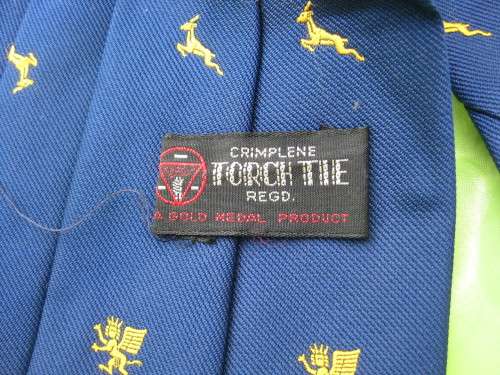 CRIMPLENE
TORCH TIE
REGD.
A GOLD MEDAL PRODUCT